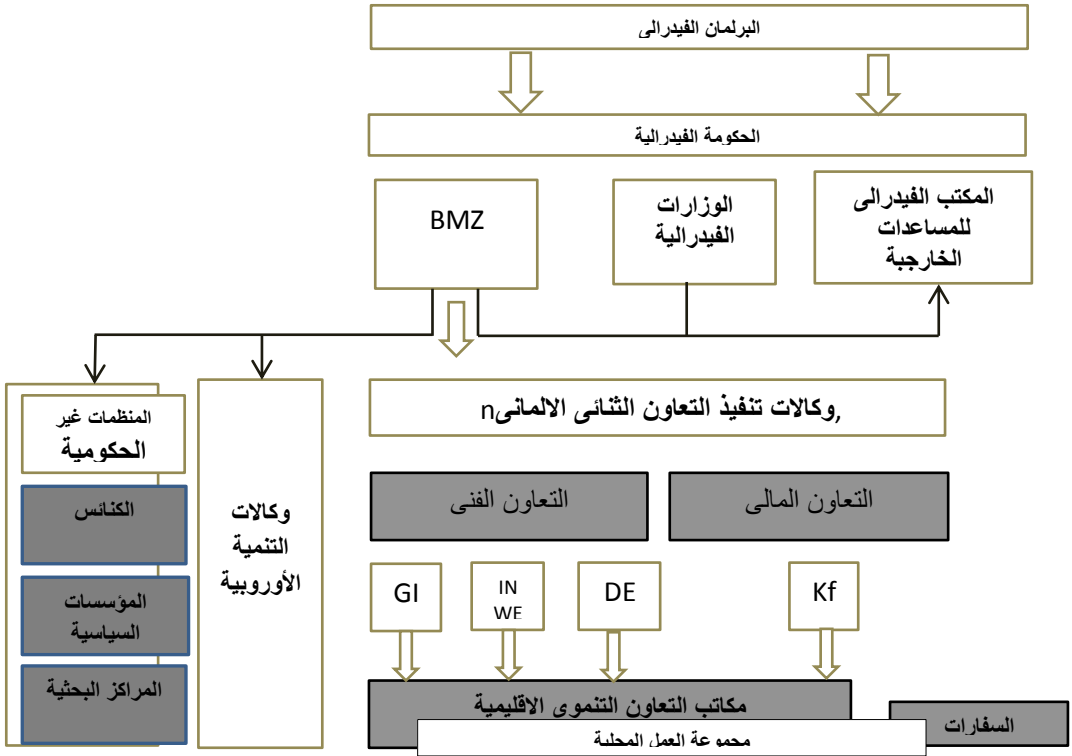 البرلمان الفيدرالى
الحكومة الفيدرالية
BMZ
الوزارات
الفيدرالية
المكتب الفيدرالى
للمساعدات
الخارجبة
المنظمات غير
الحكومية
الكنائس
المؤسسات
السياسية
المراكز البحثية
وكالات
التنمية
الأوروبية
وكالات تنفيذ التعاون الثنائى الالمانىn,
التعاون الفنى
التعاون المالى
GI
IN
WE
DE
Kf
مكاتب التعاون التنموى الاقليمية
مجموعة العمل المحلية
السفارات